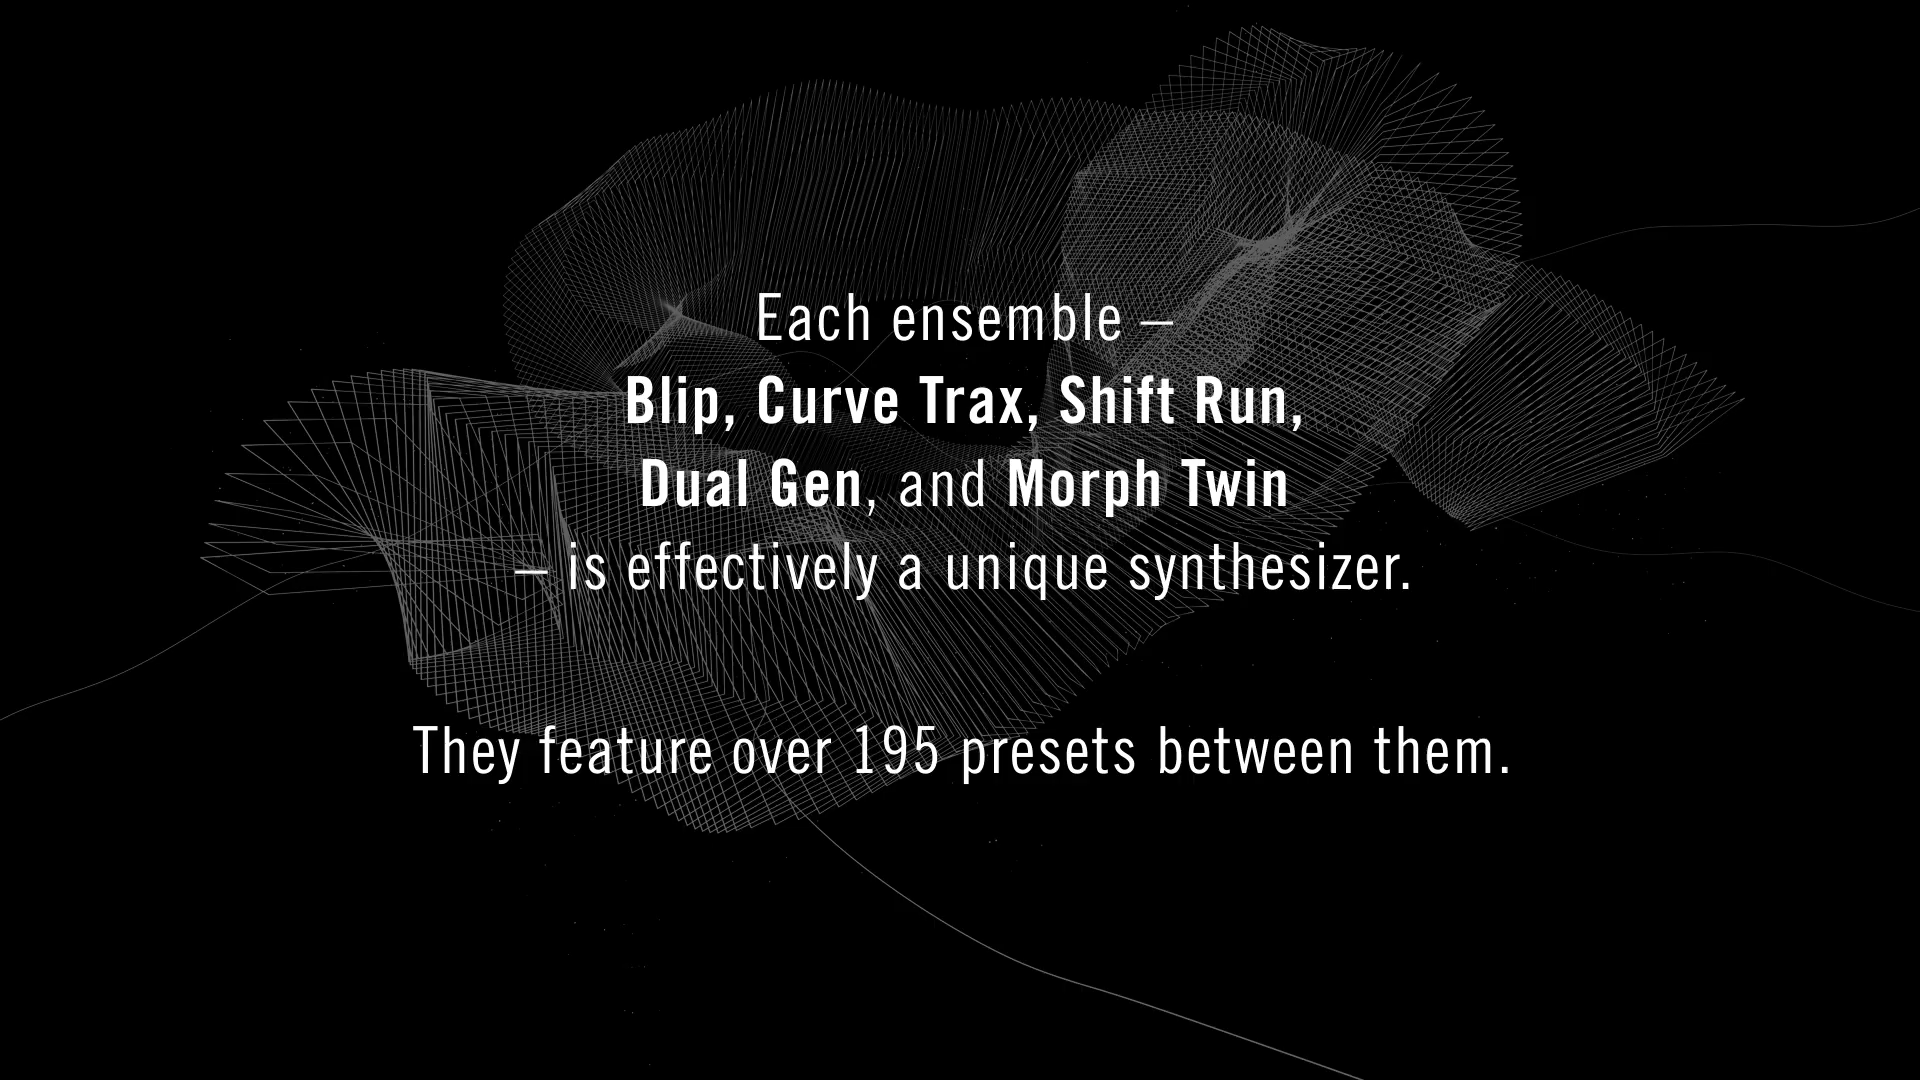 Each ensemble –
Blip, Curve Trax, Shift Run,
Dual Gen, and Morph Twin
– is effectively a unique synthesizer.
They feature over 195 presets between them.